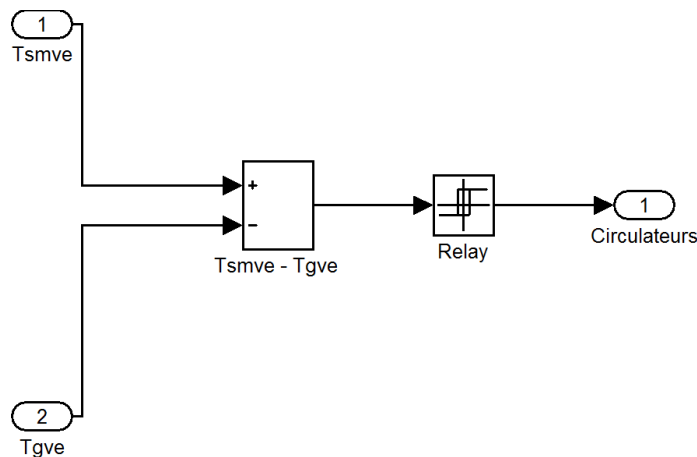 1
Tsmve
+
−
Tsmve - Tgve
Relay
1
Circulateurs
2
Tgve